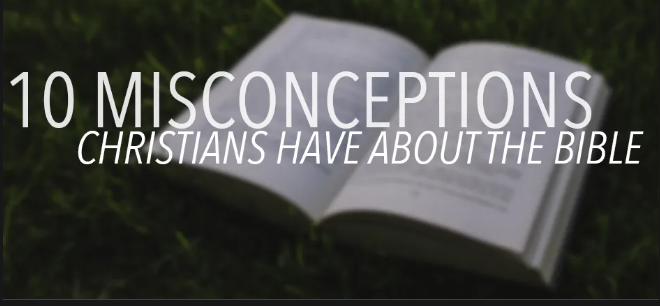 10 MISCONCEPTIONS
CHRISTIANS HAVE ABOUT THE BIBLE